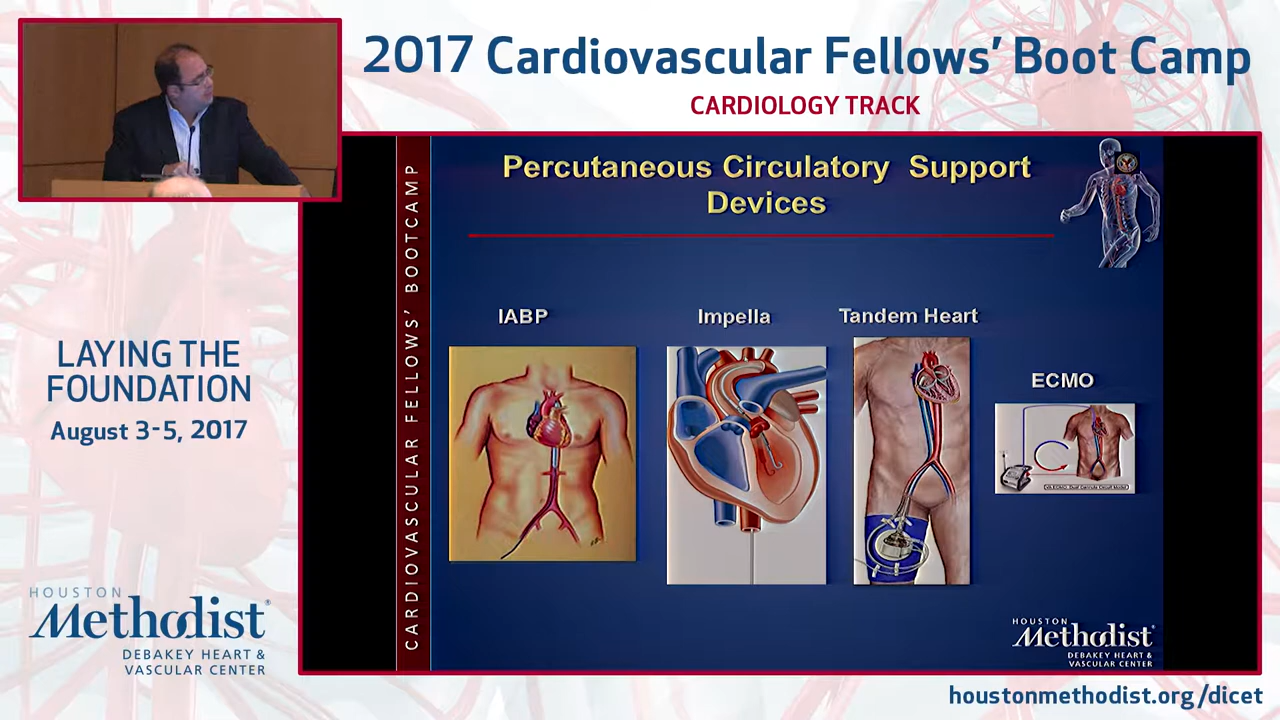 2017 Cardiovascular Fellows’ Boot Camp
CARDIOLOGY TRACK
LAYING THE
FOUNDATION
August 3-5, 2017
HOUSTON
Methodist®
DEBAKEY HEART &
VASCULAR CENTER
CARDIOVASCULAR FELLOWS’ BOOTCAMP
Percutaneous Circulatory Support
Devices
IABP
Impella
Tandem Heart
ECMO
HOUSTON
Methodist®
DEBAKEY HEART &
VASCULAR CENTER
houstonmethodist.org/dicet